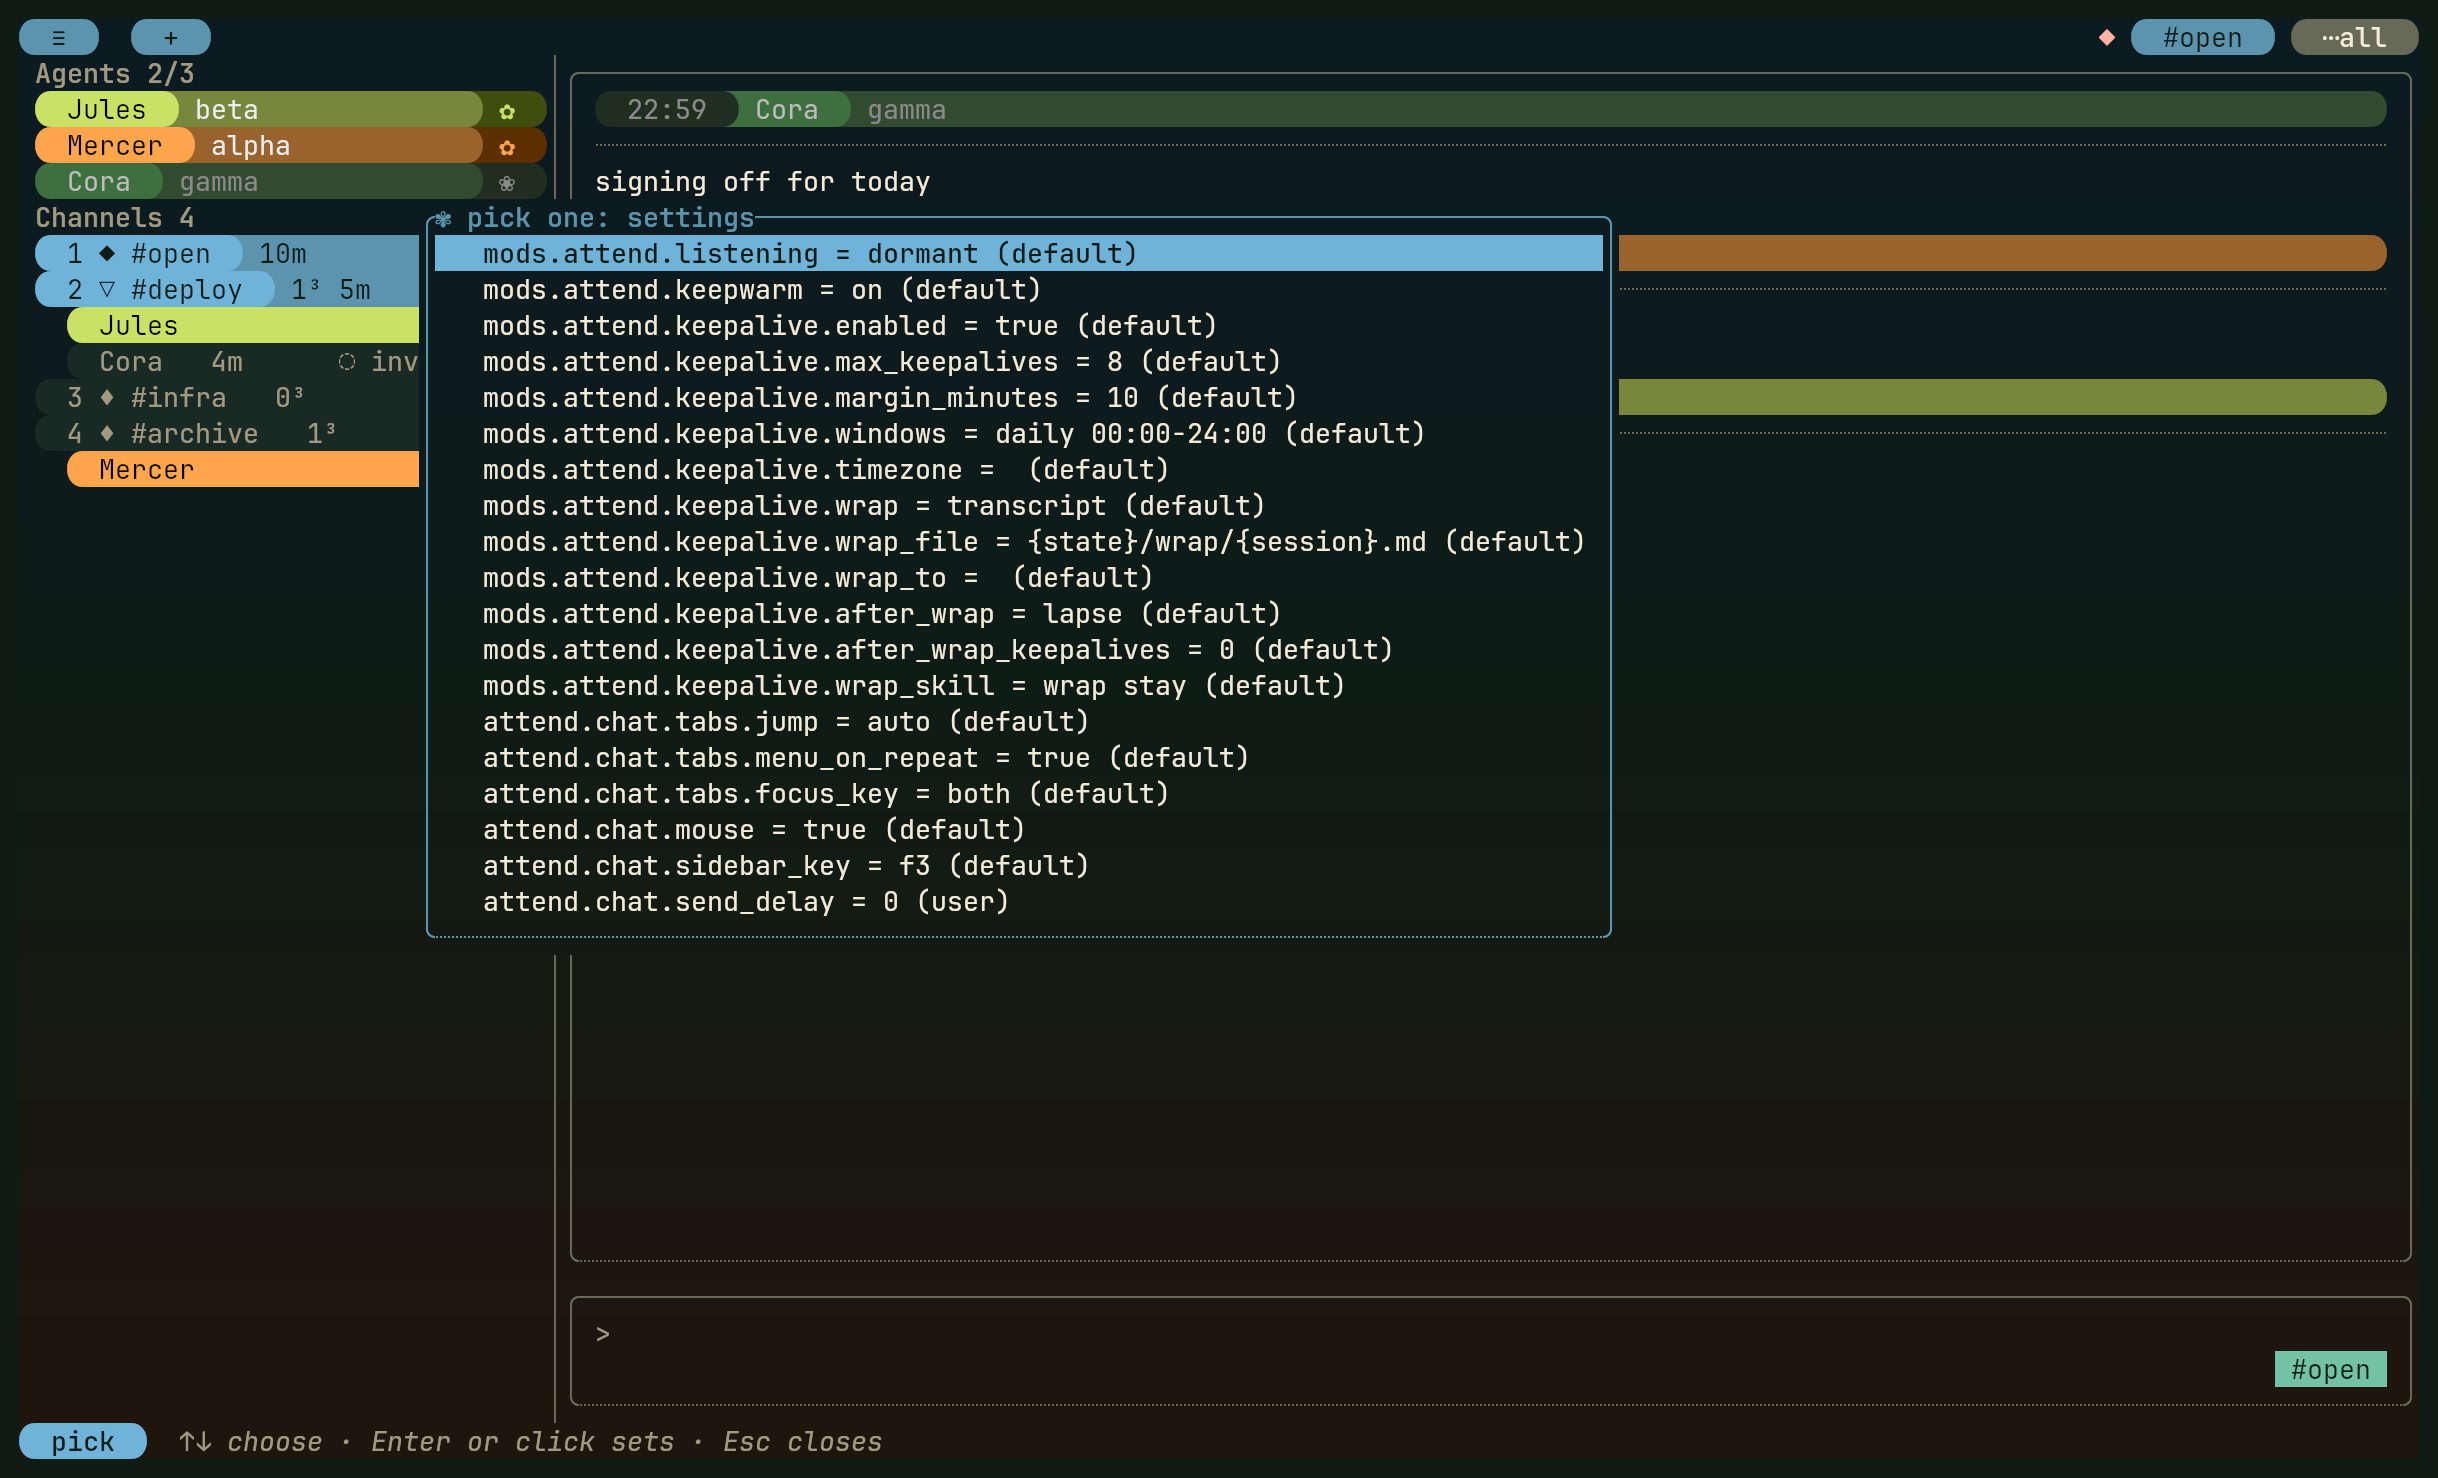 ≡ + ◆ #open ⋯all
Agents 2/3
Jules beta ✿
Mercer alpha ✿
Cora gamma ❀
22:59 Cora gamma
signing off for today
Channels 4
1 ◆ #open 10m
2 ▽ #deploy 1³ 5m
Jules
Cora 4m ◌ inv
3 ♦ #infra 0³
4 ♦ #archive 1³
Mercer
✾ pick one: settings
mods.attend.listening = dormant (default)
mods.attend.keepwarm = on (default)
mods.attend.keepalive.enabled = true (default)
mods.attend.keepalive.max_keepalives = 8 (default)
mods.attend.keepalive.margin_minutes = 10 (default)
mods.attend.keepalive.windows = daily 00:00-24:00 (default)
mods.attend.keepalive.timezone =  (default)
mods.attend.keepalive.wrap = transcript (default)
mods.attend.keepalive.wrap_file = {state}/wrap/{session}.md (default)
mods.attend.keepalive.wrap_to =  (default)
mods.attend.keepalive.after_wrap = lapse (default)
mods.attend.keepalive.after_wrap_keepalives = 0 (default)
mods.attend.keepalive.wrap_skill = wrap stay (default)
attend.chat.tabs.jump = auto (default)
attend.chat.tabs.menu_on_repeat = true (default)
attend.chat.tabs.focus_key = both (default)
attend.chat.mouse = true (default)
attend.chat.sidebar_key = f3 (default)
attend.chat.send_delay = 0 (user)
>
#open
pick ↑↓ choose · Enter or click sets · Esc closes